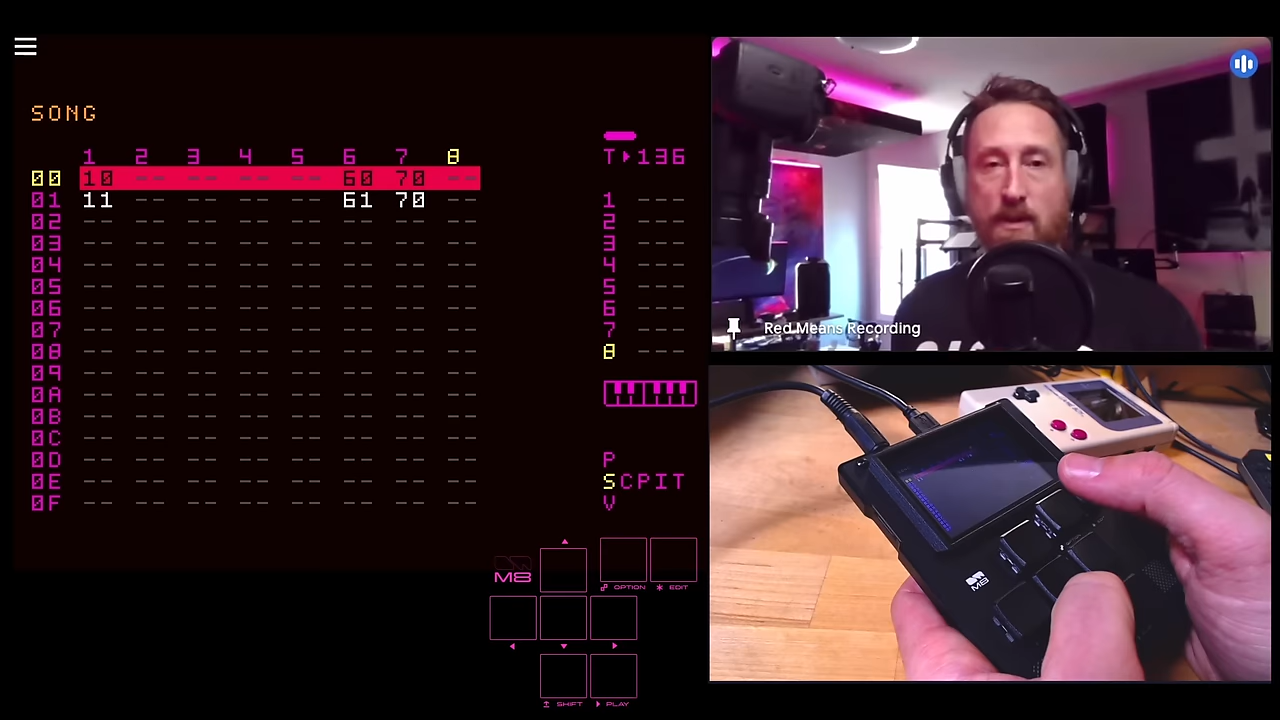 SONG
1 2 3 4 5 6 7 8
T 136
00 10 -- -- -- -- 60 70 --
01 11 -- -- -- -- 61 70 --
02 -- -- -- -- -- -- -- --
03 -- -- -- -- -- -- -- --
04 -- -- -- -- -- -- -- --
05 -- -- -- -- -- -- -- --
06 -- -- -- -- -- -- -- --
07 -- -- -- -- -- -- -- --
08 -- -- -- -- -- -- -- --
09 -- -- -- -- -- -- -- --
0A -- -- -- -- -- -- -- --
0B -- -- -- -- -- -- -- --
0C -- -- -- -- -- -- -- --
0D -- -- -- -- -- -- -- --
0E -- -- -- -- -- -- -- --
0F -- -- -- -- -- -- -- --
1 ---
2 ---
3 ---
4 ---
5 ---
6 ---
7 ---
8 ---
P
SCPIT
V
M8
OPTION
EDIT
SHIFT
PLAY
Red Means Recording
M8